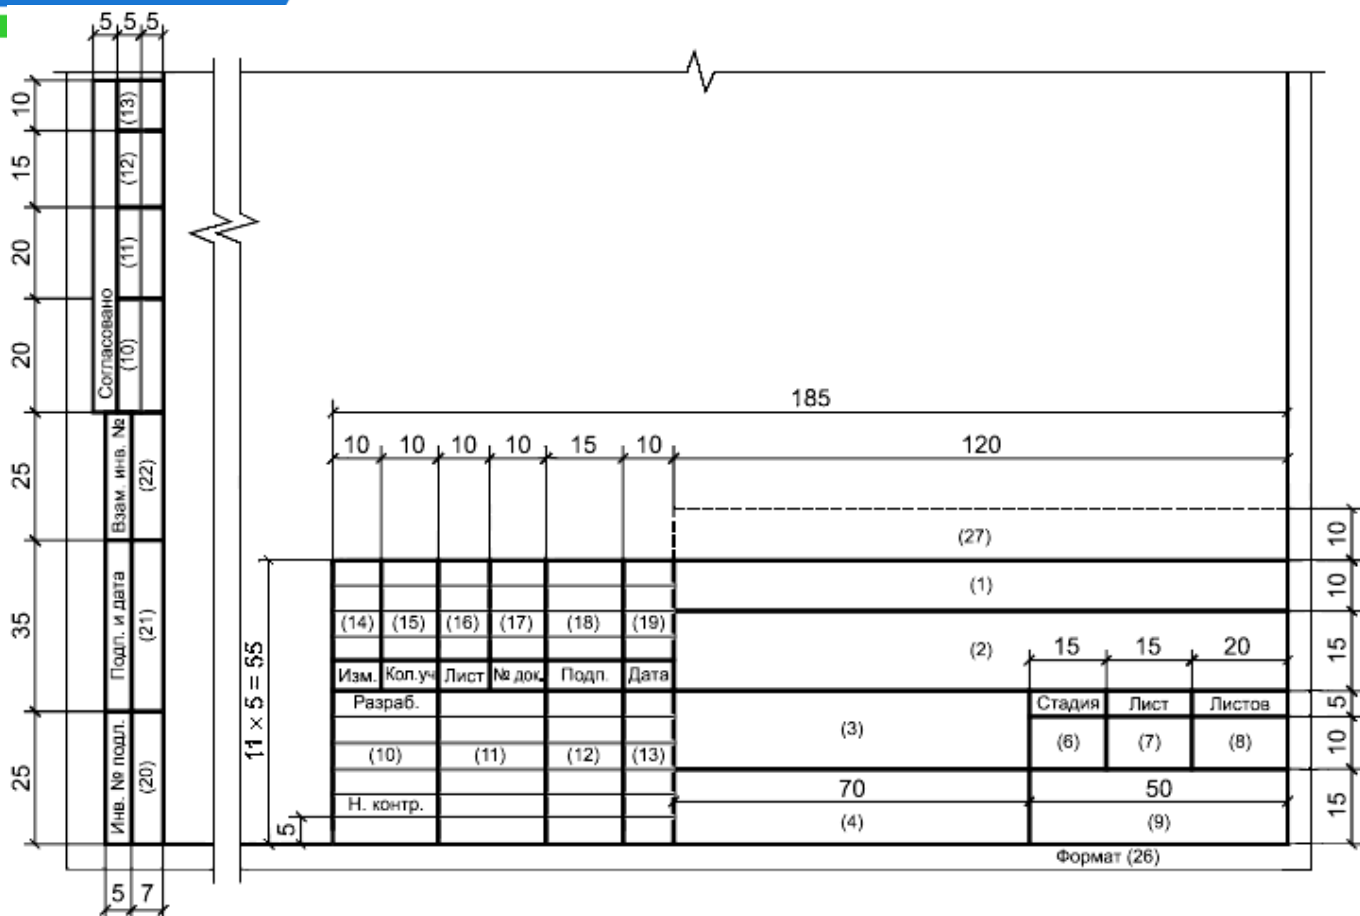 5 5 5
10
(13)
15
(12)
20
(11)
20
Согласовано
(10)
185
10 10 10 10 15 10 120
25
Взам. инв. №
(22)
(27)
10
(1)
10
(14) (15) (16) (17) (18) (19)
(2)
15 15 20
15
35
Подп. и дата
(21)
11 × 5 = 55
Изм. Кол.уч Лист № док. Подп. Дата
Разраб.
Стадия Лист Листов
5
(3)
(6) (7) (8)
10
(10) (11) (12) (13)
25
Инв. № подл.
(20)
70 50
15
Н. контр.
5
(4) (9)
Формат (26)
5 7